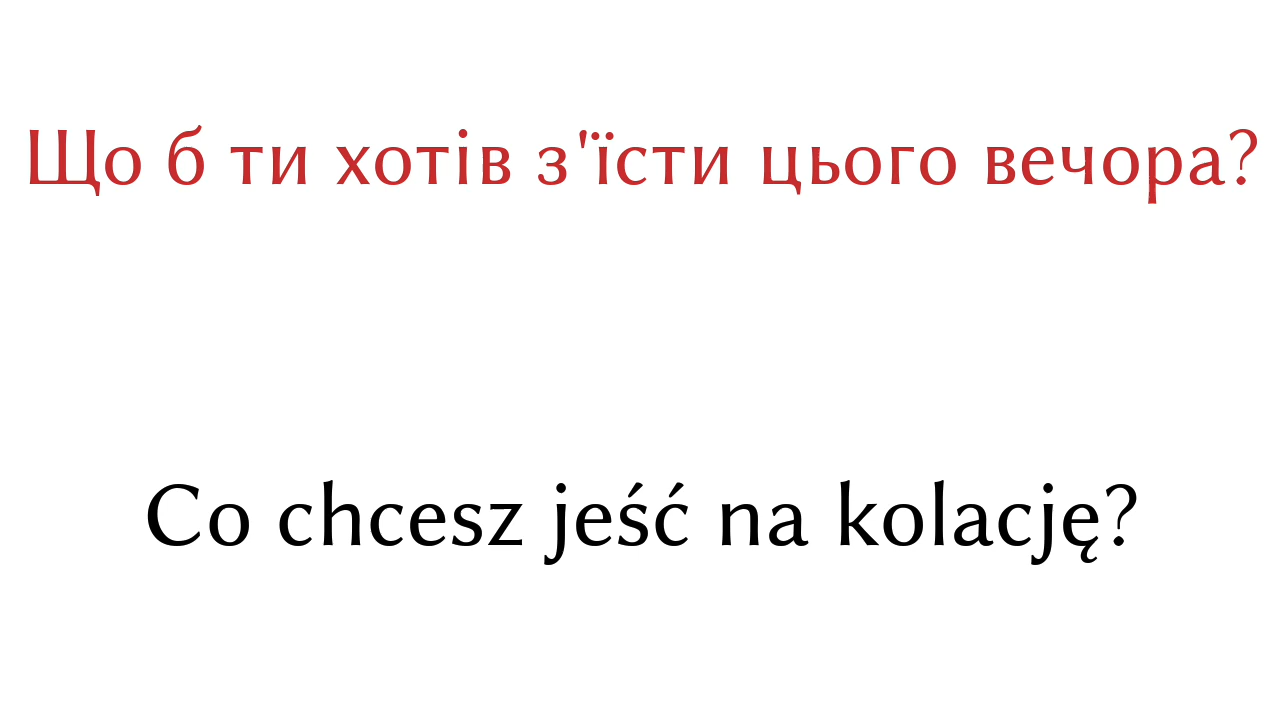 Що б ти хотів з'їсти цього вечора?
Co chcesz jeść na kolację?